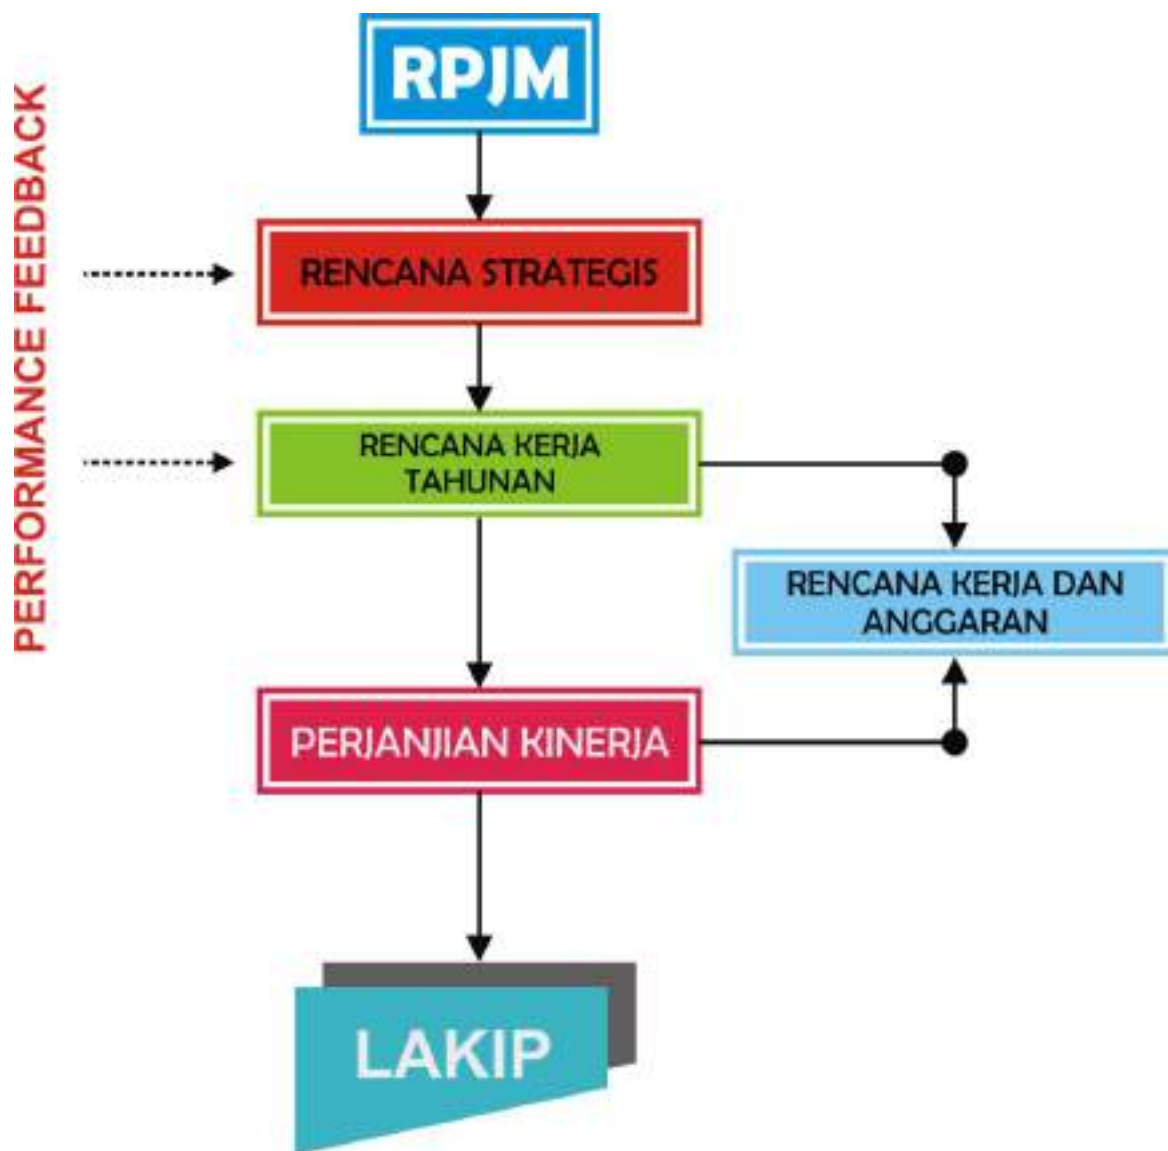 RPJM
PERFORMANCE FEEDBACK
RENCANA STRATEGIS
RENCANA KERJA
TAHUNAN
RENCANA KERJA DAN
ANGGARAN
PERJANJIAN KINERJA
LAKIP